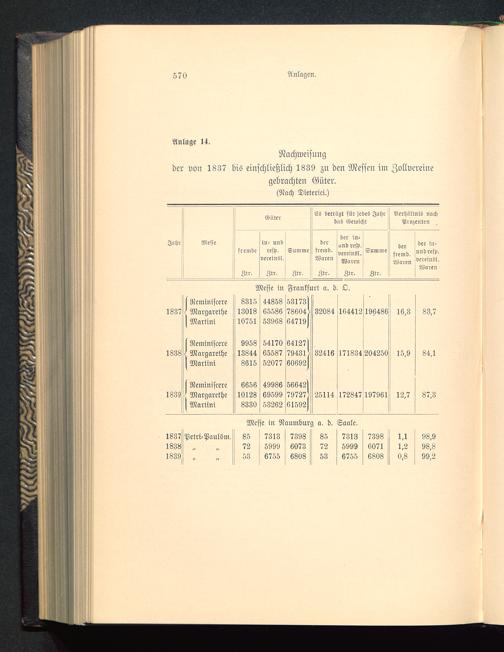 570 Anlagen.
Anlage 14.
Nachweisung
der von 1837 bis einschließlich 1839 zu den Messen im Zollvereine
gebrachten Güter.
(Nach Dieterici.)
Jahr Messe Güter Es beträgt für jedes Jahr das Gewicht Verhältnis nach Prozenten
fremde in- und resp. vereinsl. Summe der fremd. Waren der in- und resp. vereinsl. Waren Summe der fremd. Waren der in- und resp. vereinsl. Waren
Ztr. Ztr. Ztr. Ztr. Ztr. Ztr.
Messe in Frankfurt a. d. O.
Reminiscere 8315 44858 53173
1837 Margarethe 13018 65586 78604 32084 164412 196486 16,3 83,7
Martini 10751 53968 64719
Reminiscere 9958 54170 64127
1838 Margarethe 13844 65587 79431 32416 171834 204250 15,9 84,1
Martini 8615 52077 60692
Reminiscere 6656 49986 56642
1839 Margarethe 10128 69599 79727 25114 172847 197961 12,7 87,3
Martini 8330 53262 61592
Messe in Naumburg a. d. Saale.
1837 Petri-Paulsm. 85 7313 7398 85 7313 7398 1,1 98,9
1838 „ „ 72 5999 6073 72 5999 6071 1,2 98,8
1839 „ „ 53 6755 6808 53 6755 6808 0,8 99,2